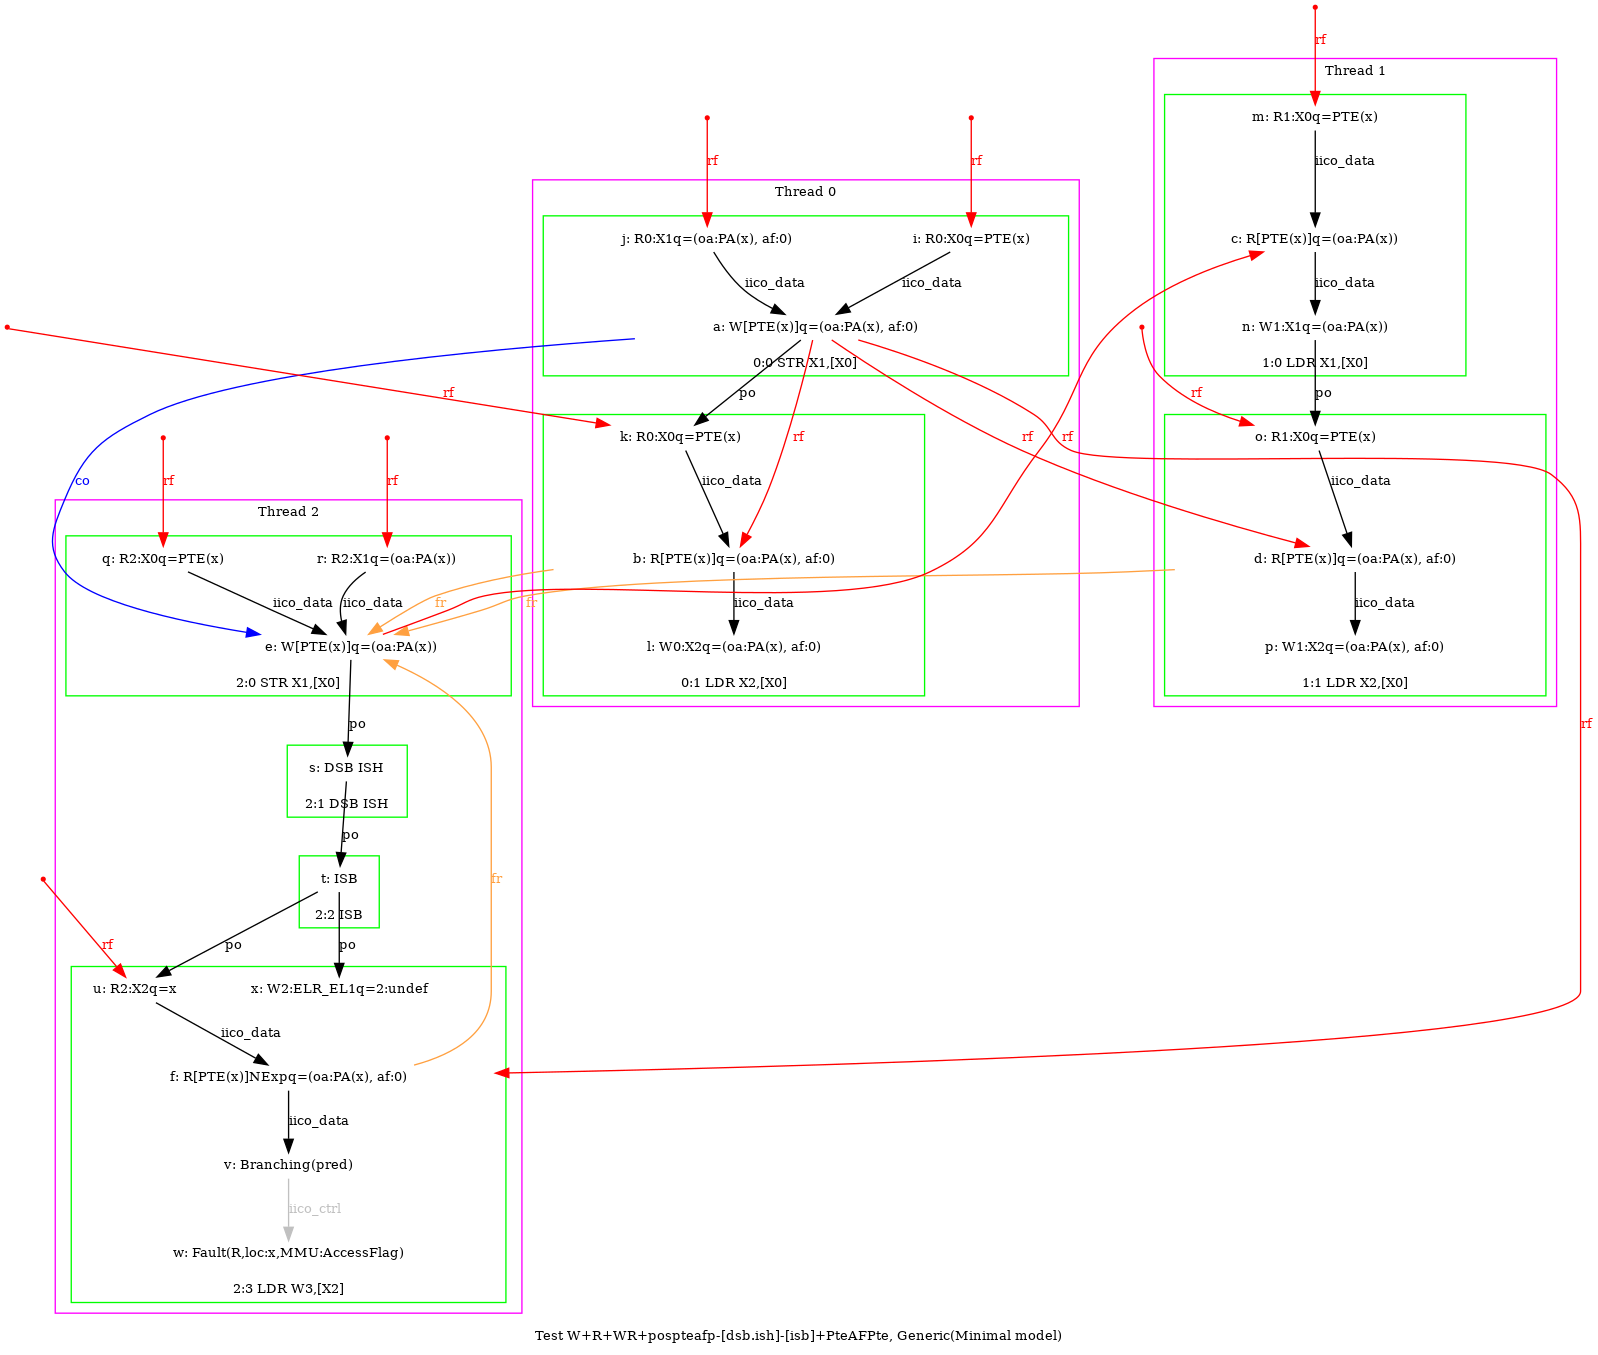 rf
Thread 1
m: R1:X0q=PTE(x)
rf
rf
iico_data
Thread 0
j: R0:X1q=(oa:PA(x), af:0)
i: R0:X0q=PTE(x)
c: R[PTE(x)]q=(oa:PA(x))
iico_data
iico_data
iico_data
a: W[PTE(x)]q=(oa:PA(x), af:0)
n: W1:X1q=(oa:PA(x))
0:0 STR X1,[X0]
1:0 LDR X1,[X0]
rf
po
rf
po
k: R0:X0q=PTE(x)
rf
rf
rf
o: R1:X0q=PTE(x)
co
rf
rf
iico_data
iico_data
Thread 2
q: R2:X0q=PTE(x)
r: R2:X1q=(oa:PA(x))
b: R[PTE(x)]q=(oa:PA(x), af:0)
d: R[PTE(x)]q=(oa:PA(x), af:0)
iico_data
iico_data
fr
fr
iico_data
iico_data
e: W[PTE(x)]q=(oa:PA(x))
l: W0:X2q=(oa:PA(x), af:0)
p: W1:X2q=(oa:PA(x), af:0)
2:0 STR X1,[X0]
0:1 LDR X2,[X0]
1:1 LDR X2,[X0]
po
rf
s: DSB ISH
2:1 DSB ISH
po
t: ISB
fr
2:2 ISB
rf
po
po
u: R2:X2q=x
x: W2:ELR_EL1q=2:undef
iico_data
f: R[PTE(x)]NExpq=(oa:PA(x), af:0)
iico_data
v: Branching(pred)
iico_ctrl
w: Fault(R,loc:x,MMU:AccessFlag)
2:3 LDR W3,[X2]
Test W+R+WR+pospteafp-[dsb.ish]-[isb]+PteAFPte, Generic(Minimal model)